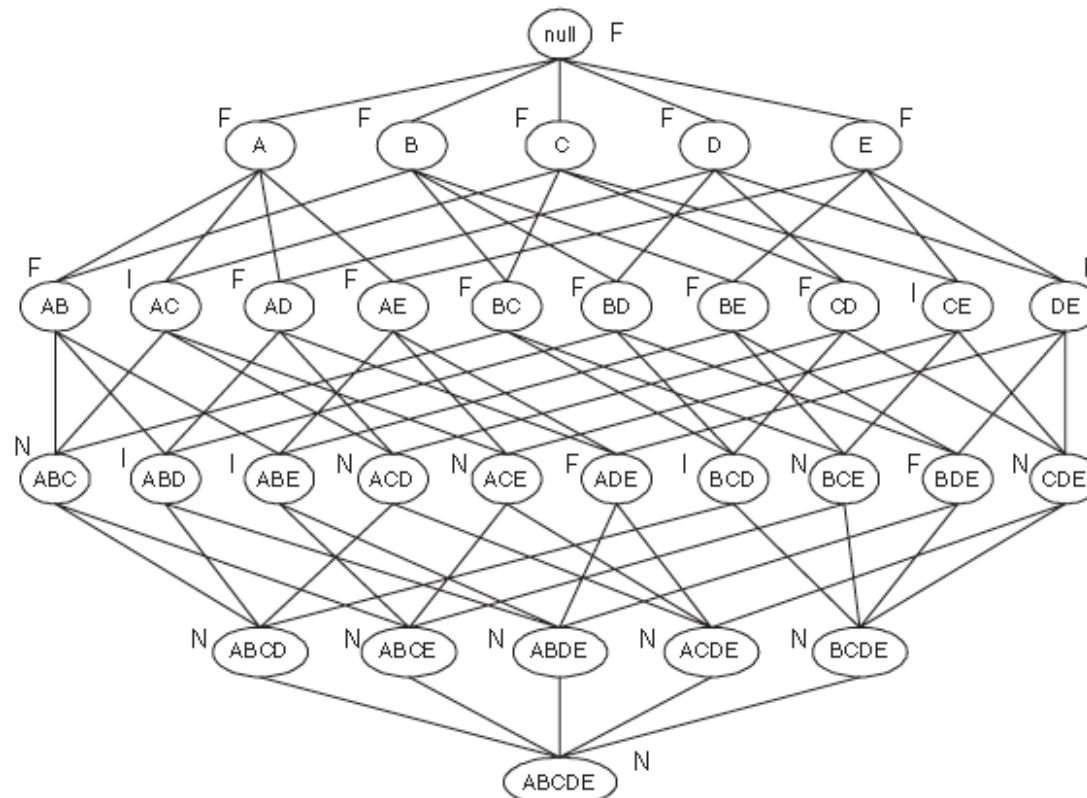 null F
F F F F F
A B C D E
F I F F F F F F I
AB AC AD AE BC BD BE CD CE DE
N I I N N F I N F N
ABC ABD ABE ACD ACE ADE BCD BCE BDE CDE
N N N N N
ABCD ABCE ABDE ACDE BCDE
N
ABCDE